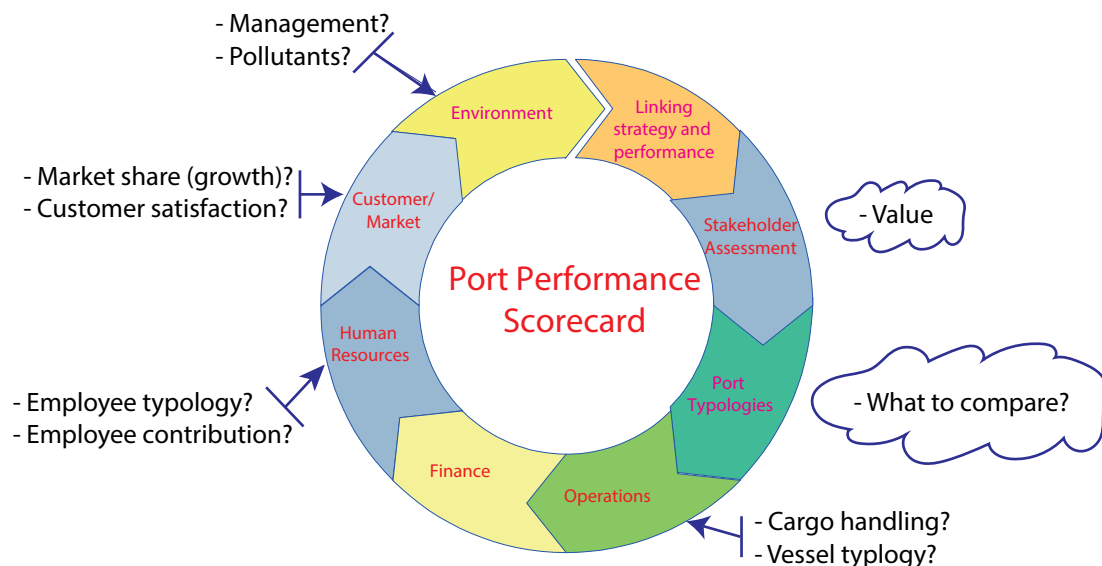 - Management?
- Pollutants?
Environment
Linking
strategy and
performance
- Market share (growth)?
- Customer satisfaction?
Customer/
Market
Stakeholder
Assessment
- Value
Port Performance
Scorecard
Human
Resources
Port
Typologies
- What to compare?
- Employee typology?
- Employee contribution?
Finance
Operations
- Cargo handling?
- Vessel typlogy?